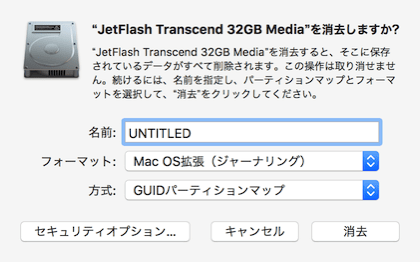 “JetFlash Transcend 32GB Media”を消去しますか?
“JetFlash Transcend 32GB Media”を消去すると、そこに保存
されているデータがすべて削除されます。この操作は取り消せませ
ん。続けるには、名前を指定し、パーティションマップとフォーマッ
トを選択して、“消去”をクリックしてください。
名前: UNTITLED
フォーマット: Mac OS拡張（ジャーナリング）
方式: GUIDパーティションマップ
セキュリティオプション... キャンセル 消去